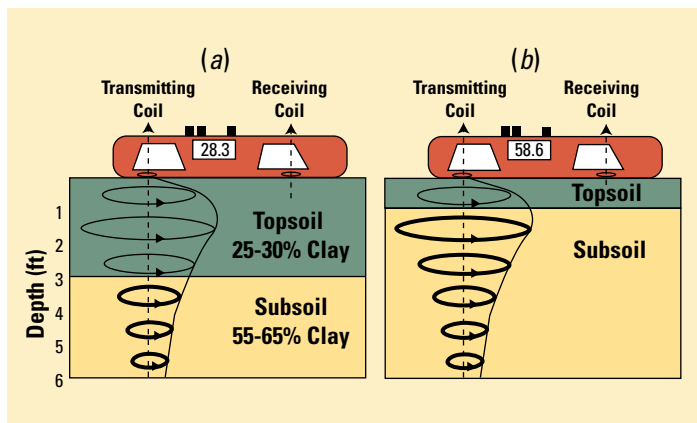 (a)
Transmitting Coil
Receiving Coil
28.3
Topsoil
25-30% Clay
Subsoil
55-65% Clay
Depth (ft)
1
2
3
4
5
6
(b)
Transmitting Coil
Receiving Coil
58.6
Topsoil
Subsoil